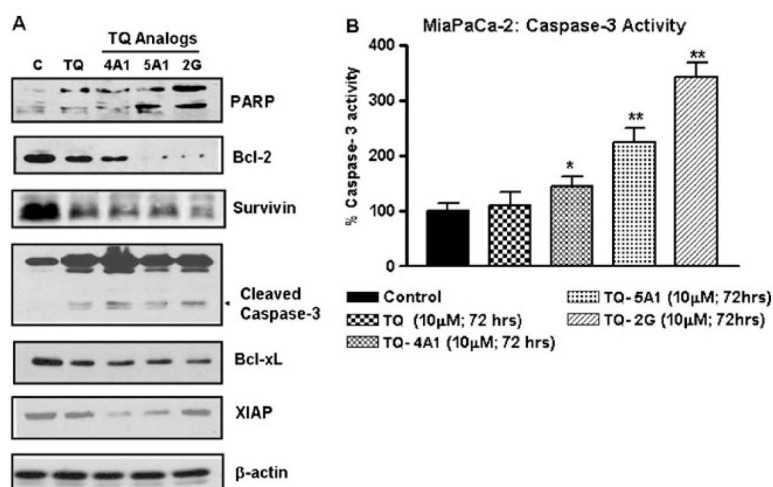 A
TQ Analogs
C TQ 4A1 5A1 2G
PARP
Bcl-2
Survivin
Cleaved
Caspase-3
Bcl-xL
XIAP
β-actin
B
MiaPaCa-2: Caspase-3 Activity
% Caspase-3 activity
400
300
200
100
0
*
**
**
Control
TQ (10μM; 72 hrs)
TQ-4A1 (10μM; 72 hrs)
TQ-5A1 (10μM; 72hrs)
TQ-2G (10μM; 72hrs)